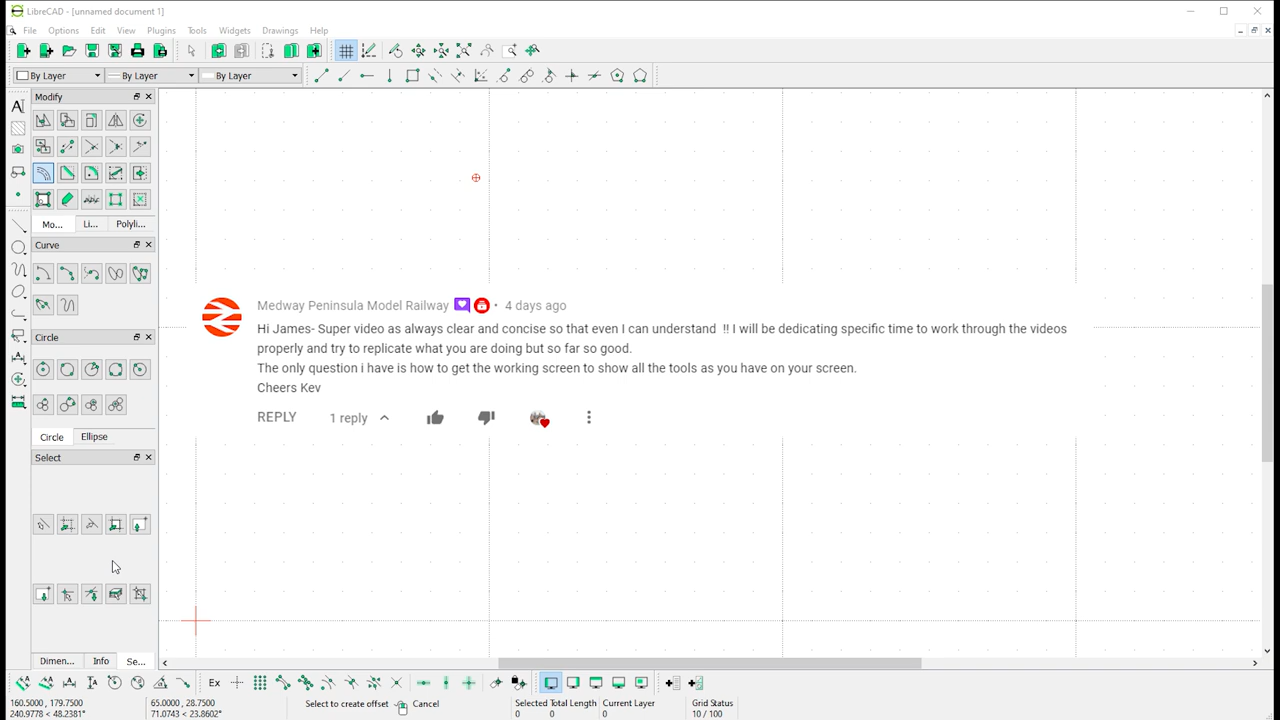 LibreCAD - [unnamed document 1]
File Options Edit View Plugins Tools Widgets Drawings Help
By Layer By Layer By Layer
Modify
Mo... Li... Polyli...
Curve
Circle
Circle Ellipse
Select
Dimen... Info Se...
Medway Peninsula Model Railway • 4 days ago
Hi James- Super video as always clear and concise so that even I can understand !! I will be dedicating specific time to work through the videos
properly and try to replicate what you are doing but so far so good.
The only question i have is how to get the working screen to show all the tools as you have on your screen.
Cheers Kev
REPLY 1 reply
Ex
160.5000 , 179.7500 65.0000 , 28.7500 Select to create offset Cancel Selected Total Length Current Layer Grid Status
240.9778 < 48.2381° 71.0743 < 23.8602° 0 0 0 10 / 100